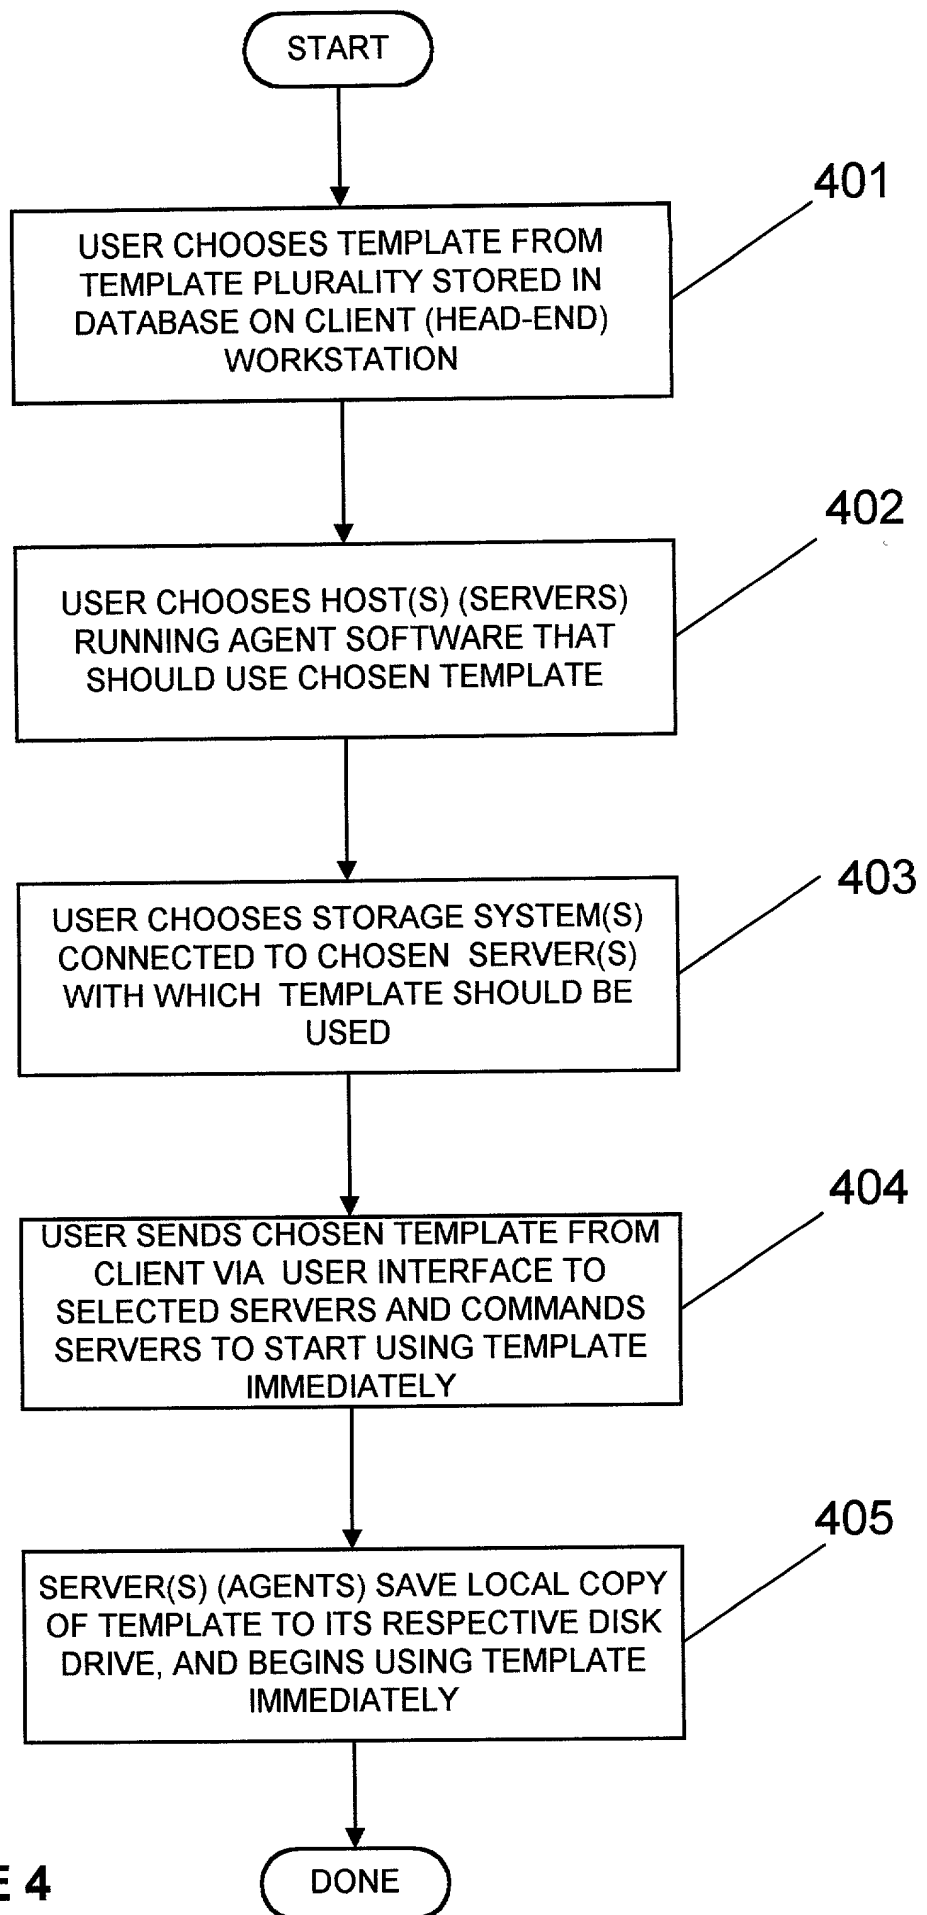 START
401
USER CHOOSES TEMPLATE FROM
TEMPLATE PLURALITY STORED IN
DATABASE ON CLIENT (HEAD-END)
WORKSTATION
402
USER CHOOSES HOST(S) (SERVERS)
RUNNING AGENT SOFTWARE THAT
SHOULD USE CHOSEN TEMPLATE
403
USER CHOOSES STORAGE SYSTEM(S)
CONNECTED TO CHOSEN SERVER(S)
WITH WHICH TEMPLATE SHOULD BE
USED
404
USER SENDS CHOSEN TEMPLATE FROM
CLIENT VIA USER INTERFACE TO
SELECTED SERVERS AND COMMANDS
SERVERS TO START USING TEMPLATE
IMMEDIATELY
405
SERVER(S) (AGENTS) SAVE LOCAL COPY
OF TEMPLATE TO ITS RESPECTIVE DISK
DRIVE, AND BEGINS USING TEMPLATE
IMMEDIATELY
DONE
E 4